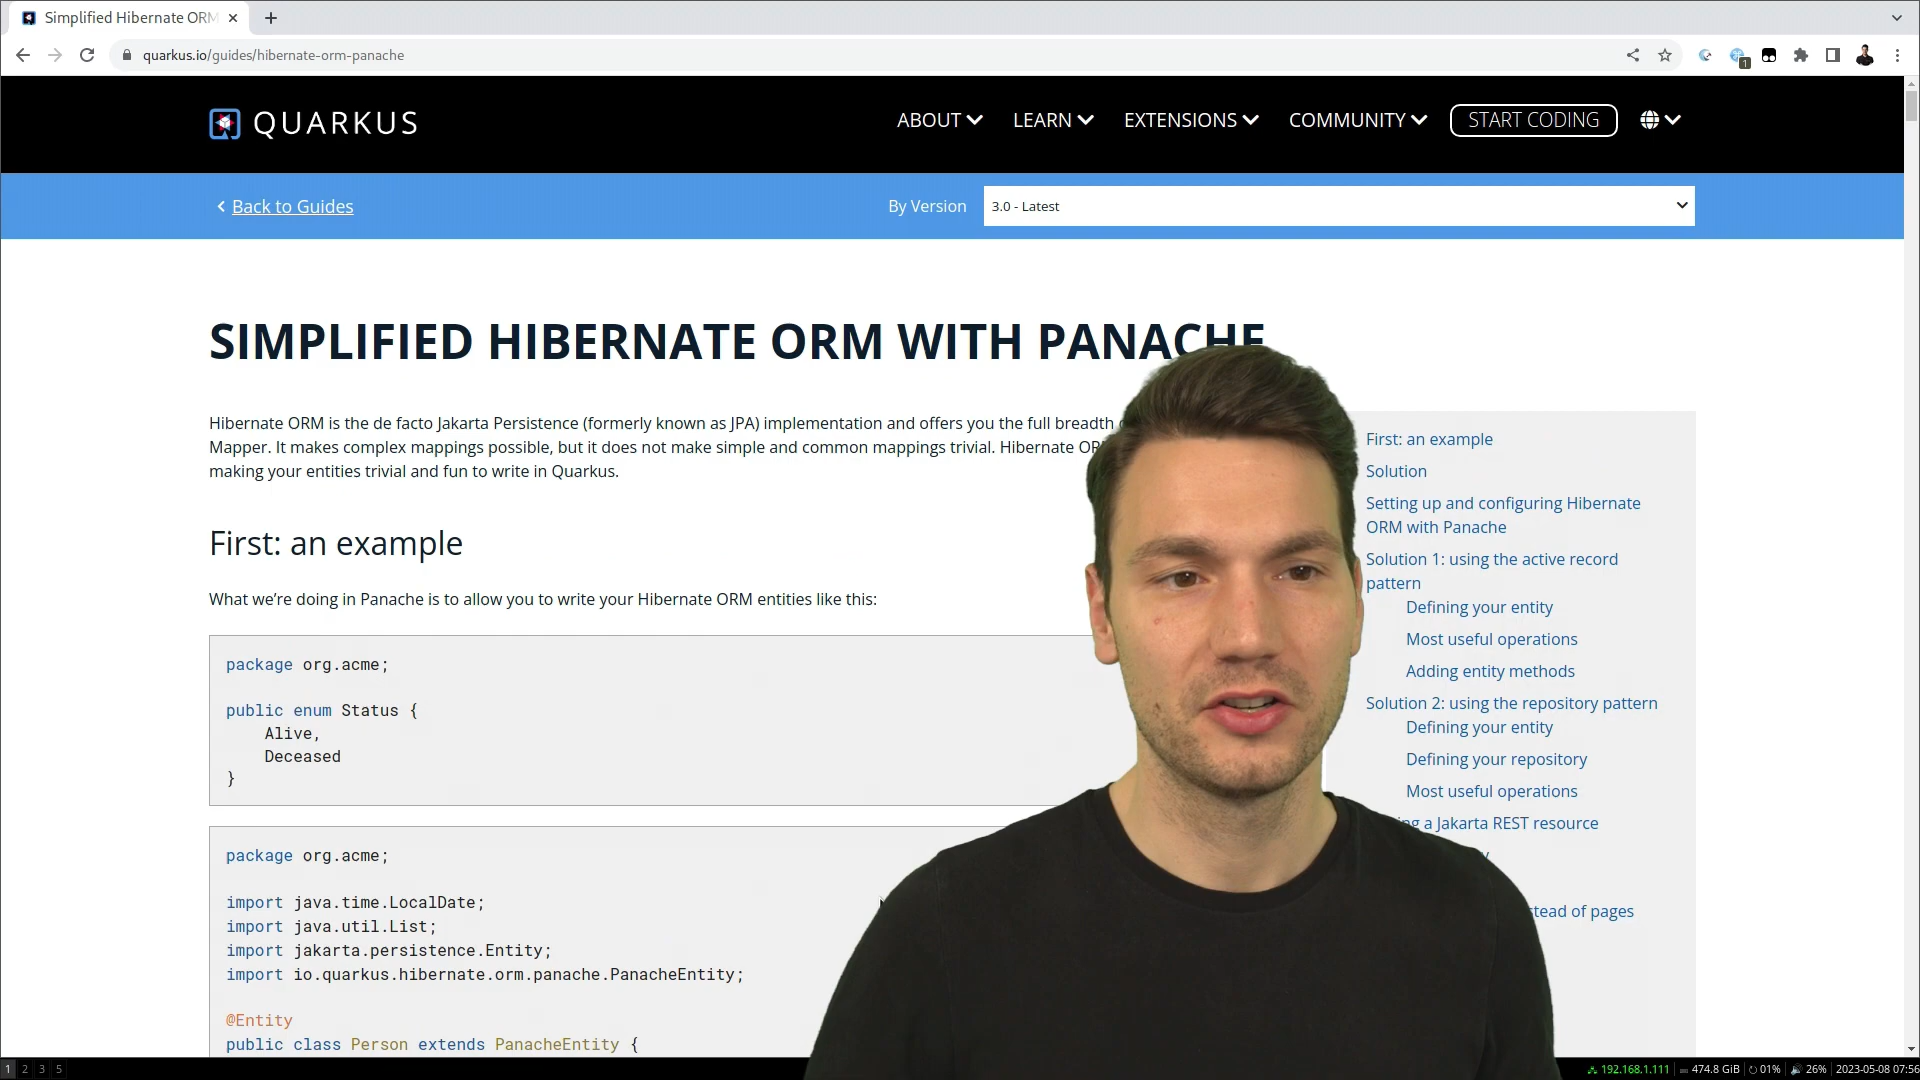 Simplified Hibernate ORM
quarkus.io/guides/hibernate-orm-panache
1
QUARKUS
ABOUT
LEARN
EXTENSIONS
COMMUNITY
START CODING
Back to Guides
By Version
3.0 - Latest
SIMPLIFIED HIBERNATE ORM WITH PANACHE
Hibernate ORM is the de facto Jakarta Persistence (formerly known as JPA) implementation and offers you the full breadth
Mapper. It makes complex mappings possible, but it does not make simple and common mappings trivial. Hibernate OR
making your entities trivial and fun to write in Quarkus.
First: an example
What we’re doing in Panache is to allow you to write your Hibernate ORM entities like this:
package org.acme;
public enum Status {
Alive,
Deceased
}
package org.acme;
import java.time.LocalDate;
import java.util.List;
import jakarta.persistence.Entity;
import io.quarkus.hibernate.orm.panache.PanacheEntity;
@Entity
public class Person extends PanacheEntity {
First: an example
Solution
Setting up and configuring Hibernate
ORM with Panache
Solution 1: using the active record
pattern
Defining your entity
Most useful operations
Adding entity methods
Solution 2: using the repository pattern
Defining your entity
Defining your repository
Most useful operations
a Jakarta REST resource
of pages
1 2 3 5
192.168.1.111 474.8 GiB 01% 26% 2023-05-08 07:56